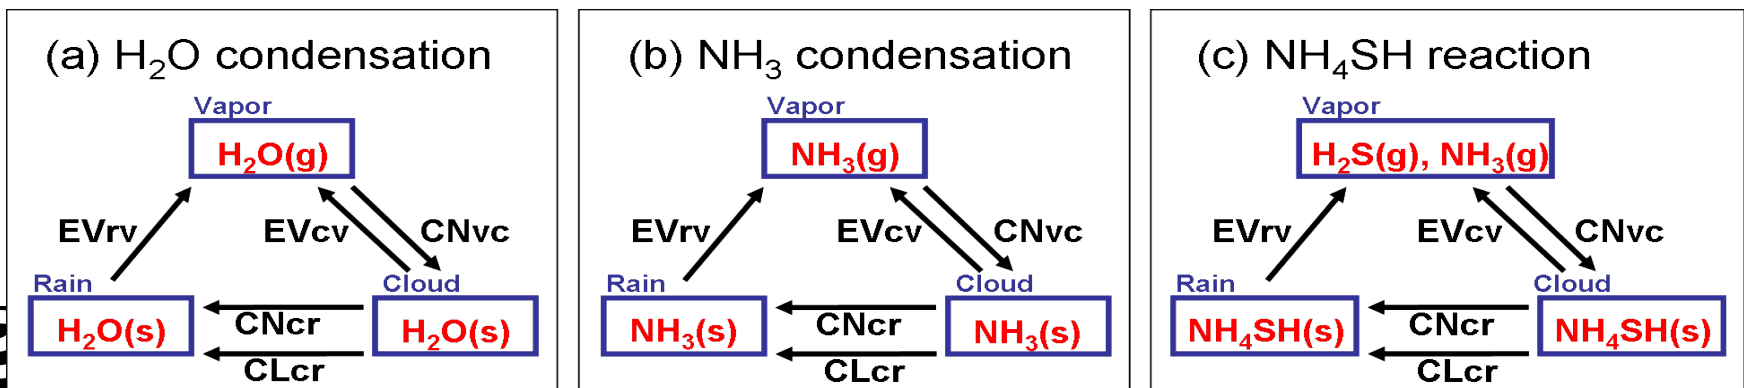 (a) H₂O condensation
Vapor
H₂O(g)
EVrv
EVcv
CNvc
Rain
Cloud
H₂O(s)
CNcr
H₂O(s)
CLcr
(b) NH₃ condensation
Vapor
NH₃(g)
EVrv
EVcv
CNvc
Rain
Cloud
NH₃(s)
CNcr
NH₃(s)
CLcr
(c) NH₄SH reaction
Vapor
H₂S(g), NH₃(g)
EVrv
EVcv
CNvc
Rain
Cloud
NH₄SH(s)
CNcr
NH₄SH(s)
CLcr